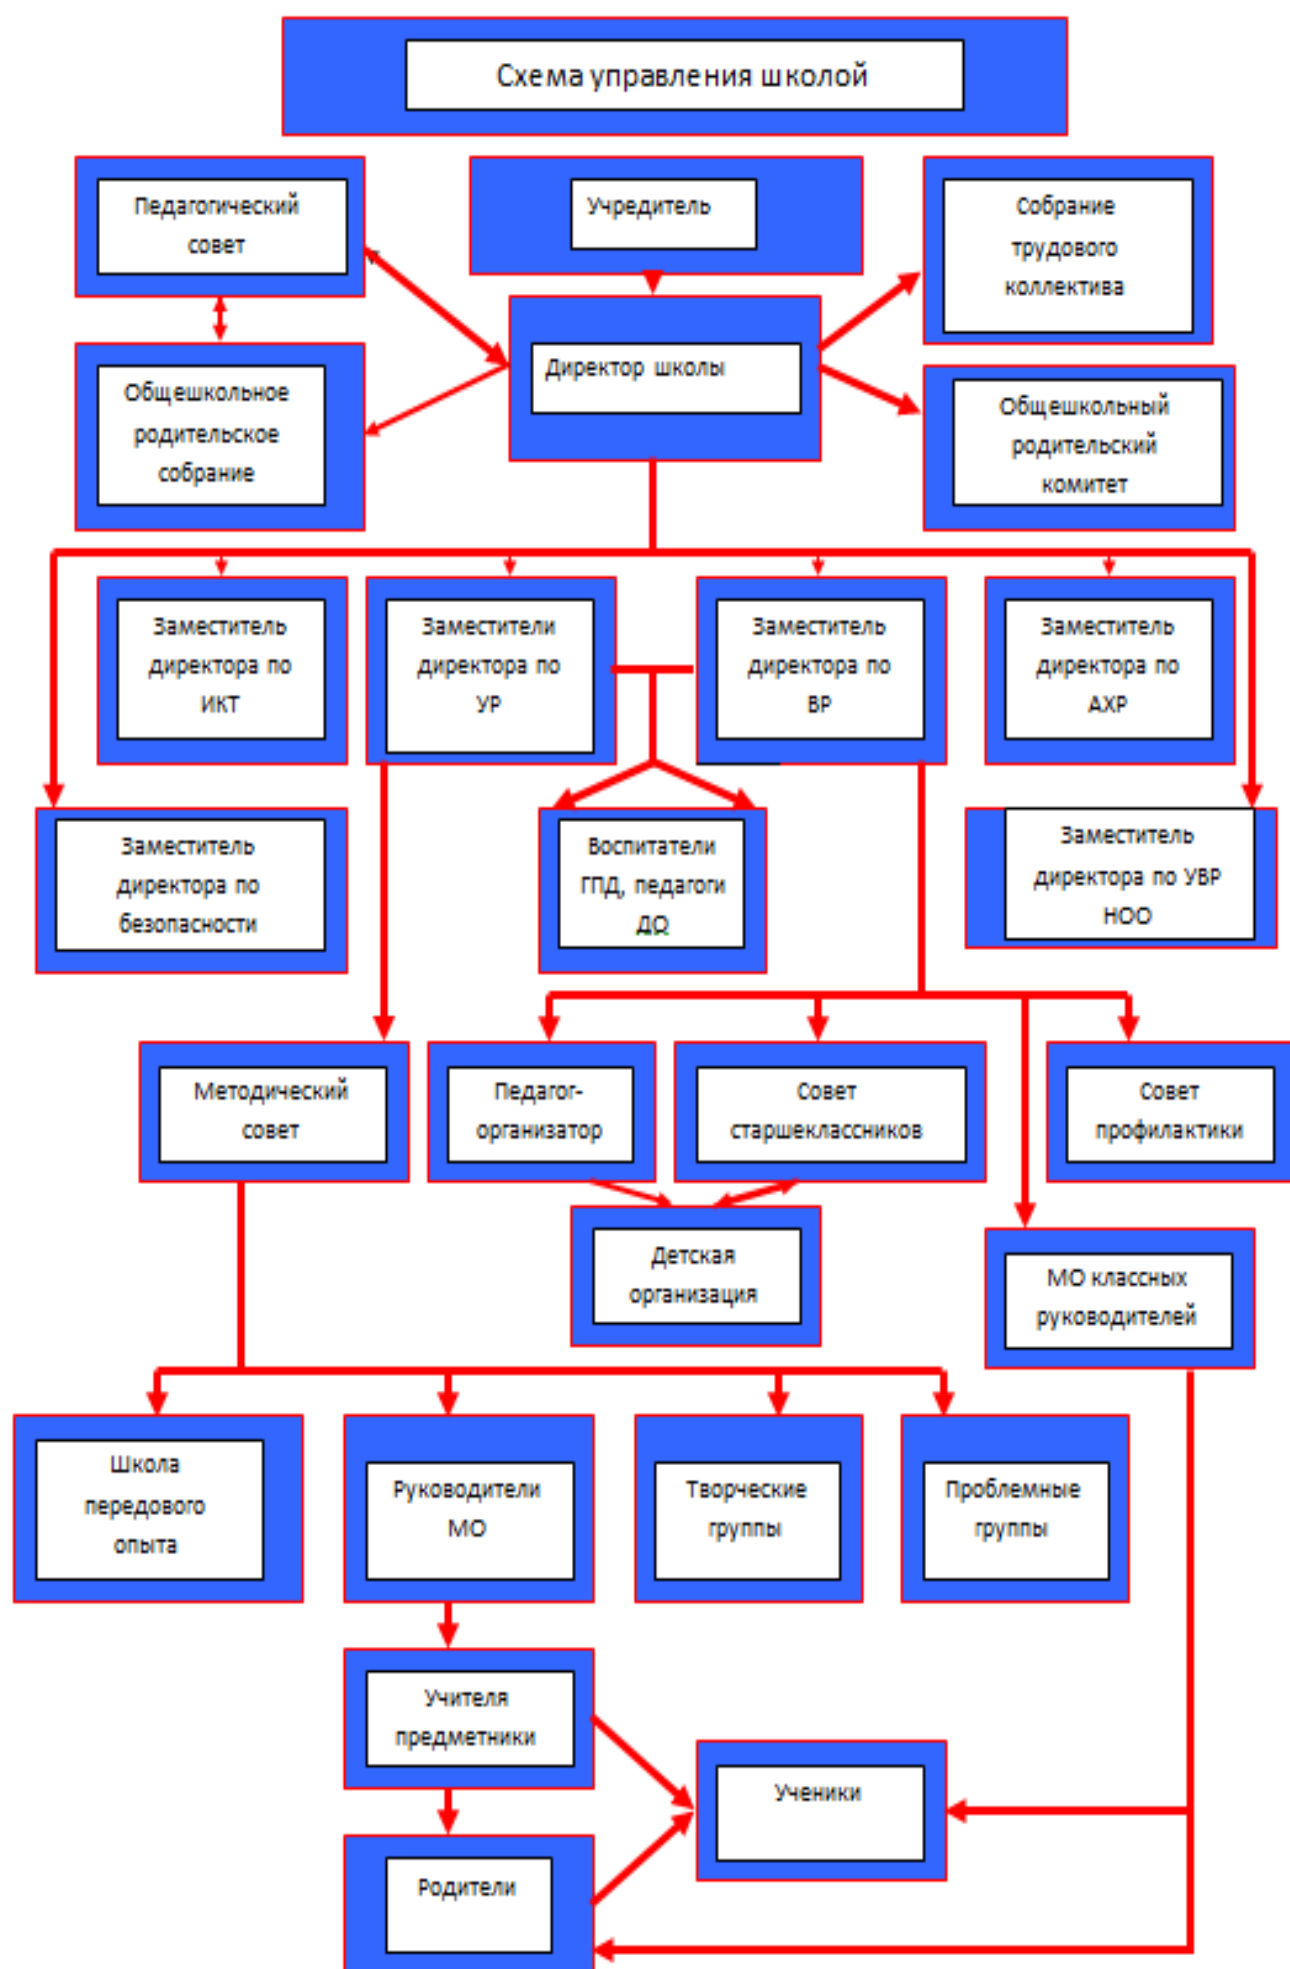 Схема управления школой
Педагогический
совет
Учредитель
Собрание
трудового
коллектива
Директор школы
Общешкольное
родительское
собрание
Общешкольный
родительский
комитет
Заместитель
директора по
ИКТ
Заместители
директора по
УР
Заместитель
директора по
ВР
Заместитель
директора по
АХР
Заместитель
директора по
безопасности
Воспитатели
ГПД, педагоги
ДО
Заместитель
директора по УВР
НОО
Методический
совет
Педагог-
организатор
Совет
старшеклассников
Совет
профилактики
Детская
организация
МО классных
руководителей
Школа
передового
опыта
Руководители
МО
Творческие
группы
Проблемные
группы
Учителя
предметники
Ученики
Родители